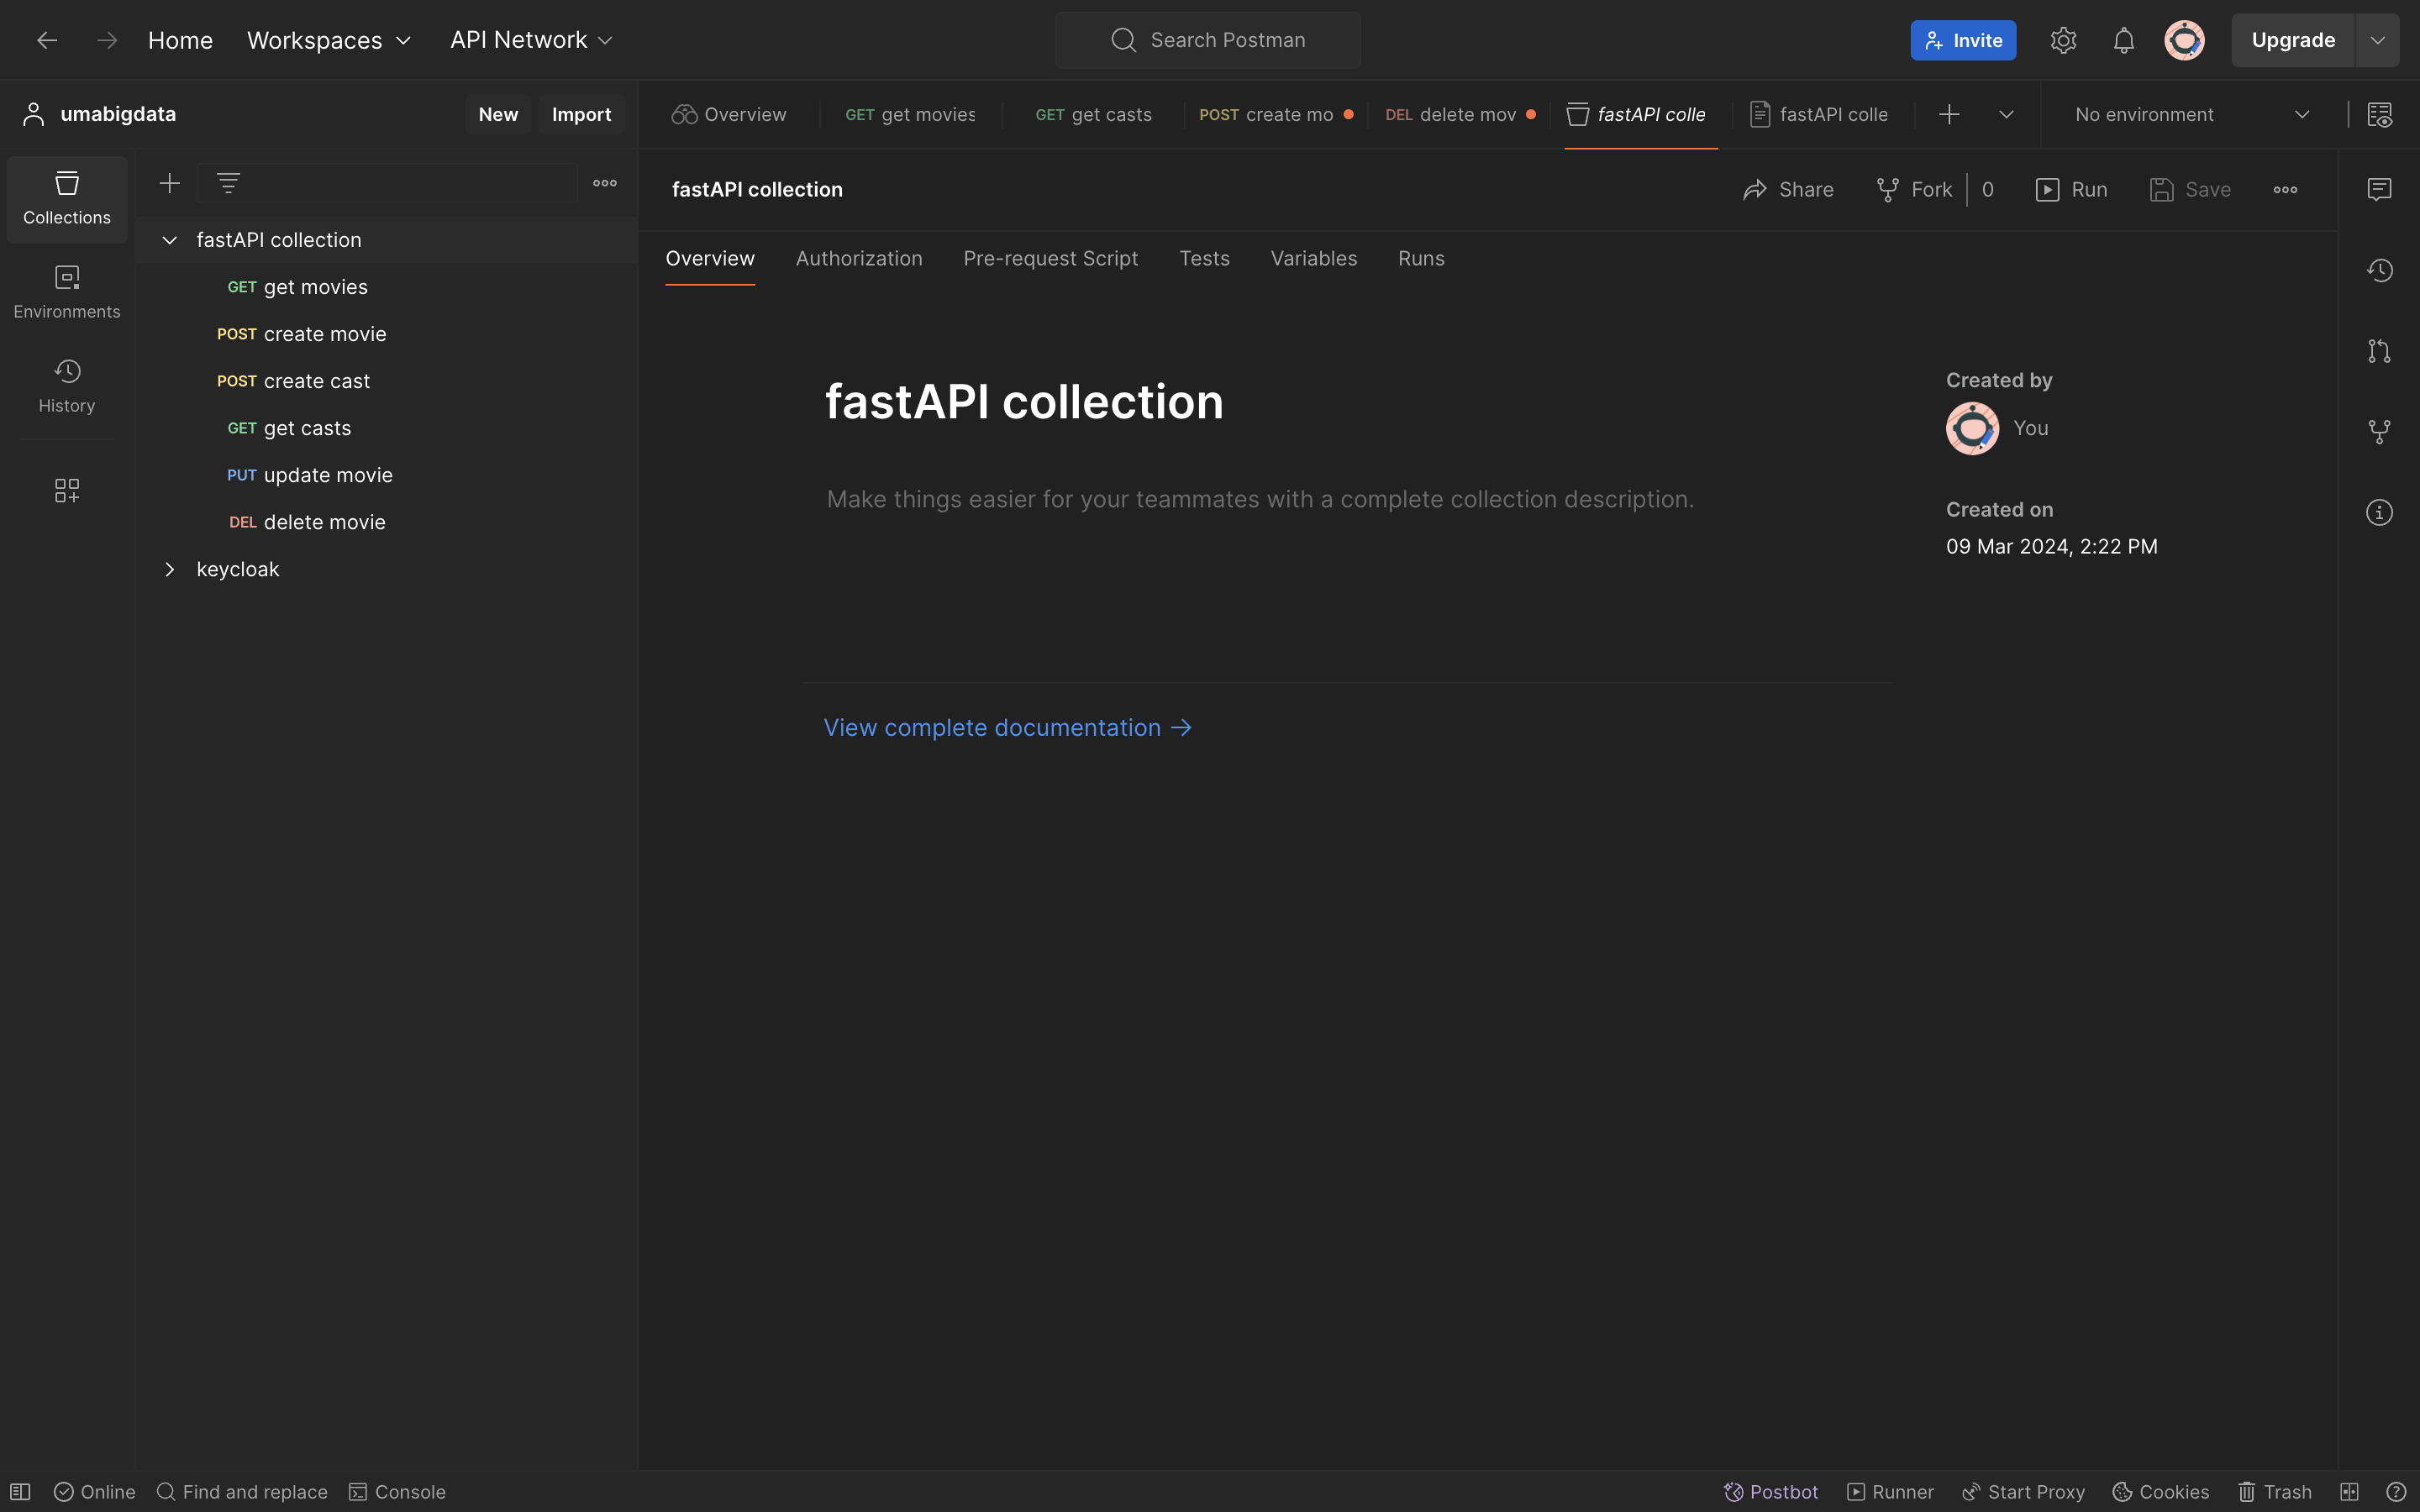 Home Workspaces API Network Search Postman Invite Upgrade
umabigdata New Import Overview GET get movies GET get casts POST create mo DEL delete mov fastAPI colle fastAPI colle No environment
Collections
fastAPI collection Share Fork 0 Run Save
fastAPI collection
Overview Authorization Pre-request Script Tests Variables Runs
GET get movies
Environments
POST create movie
POST create cast
History
GET get casts
PUT update movie
DEL delete movie
keycloak
fastAPI collection
Make things easier for your teammates with a complete collection description.
View complete documentation →
Created by
You
Created on
09 Mar 2024, 2:22 PM
Online Find and replace Console Postbot Runner Start Proxy Cookies Trash